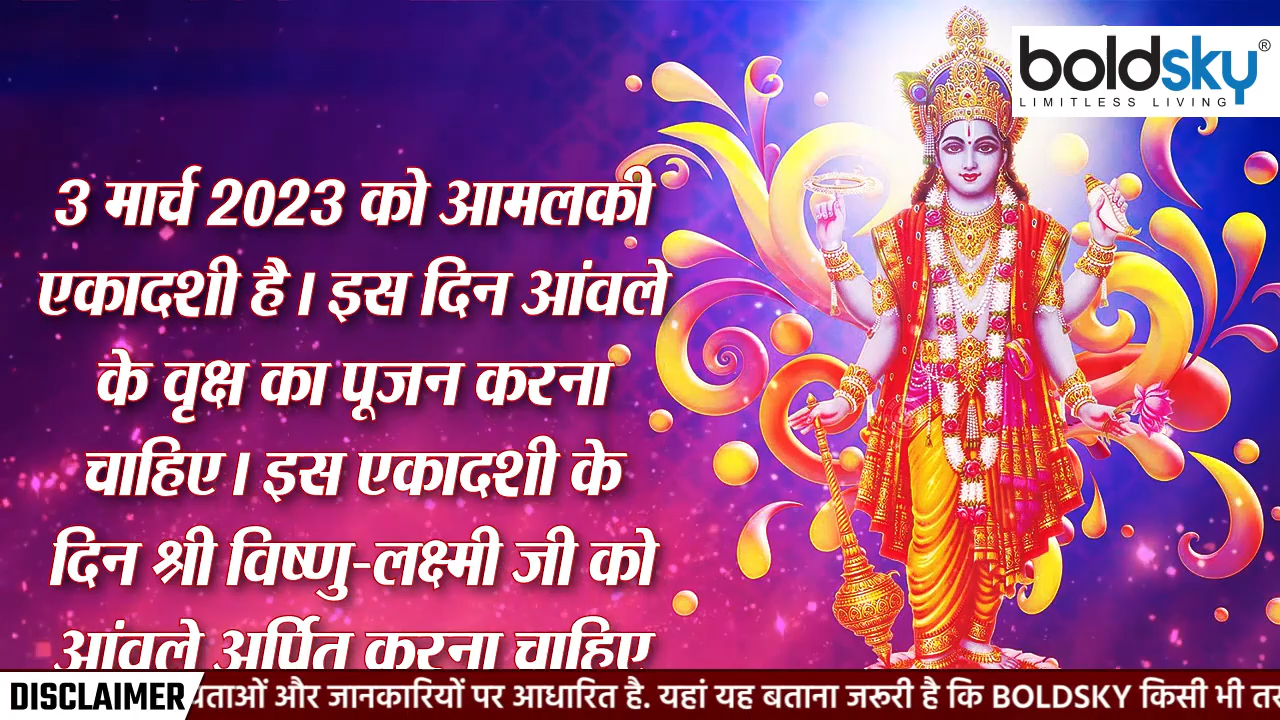 boldsky®
LIMITLESS LIVING
3 मार्च 2023 को आमलकी
एकादशी है। इस दिन आंवले
के वृक्ष का पूजन करना
चाहिए। इस एकादशी के
दिन श्री विष्णु-लक्ष्मी जी को
आंवले अर्पित करना चाहिए
DISCLAIMER और जानकारियों पर आधारित है. यहां यह बताना जरूरी है कि BOLDSKY किसी भी